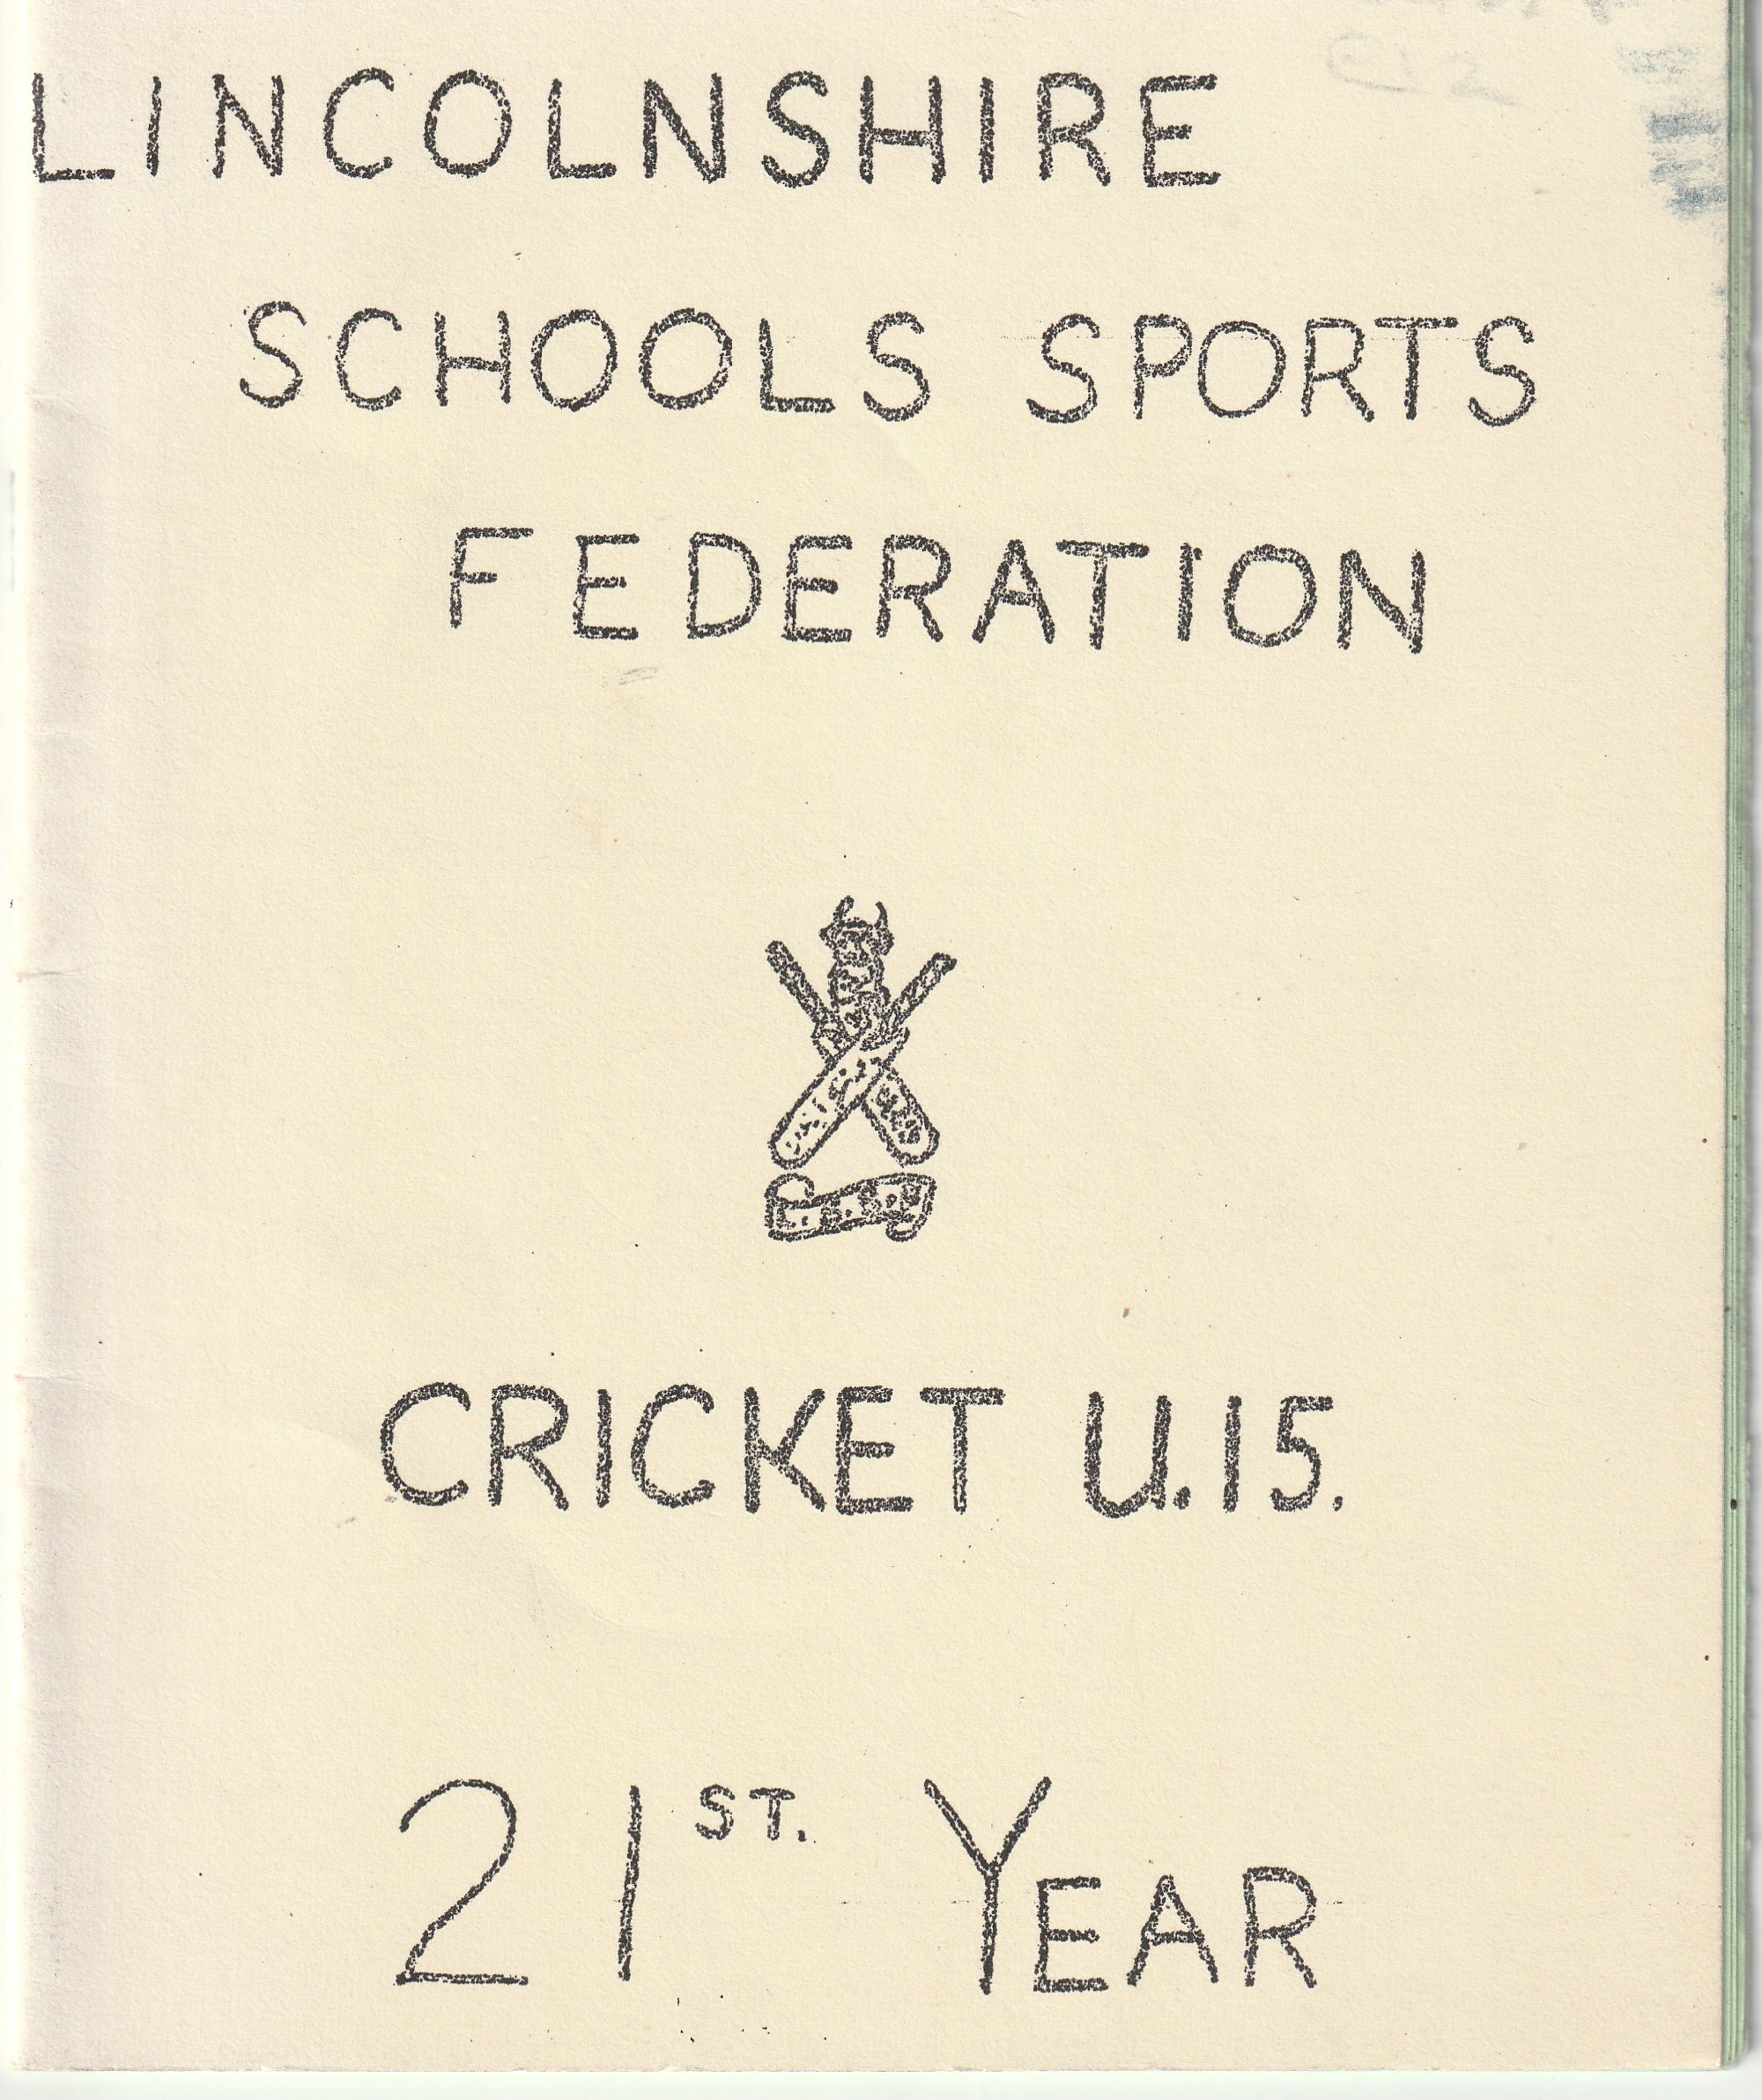 LINCOLNSHIRE
SCHOOLS SPORTS
FEDERATION
CRICKET U.15.
21ST. YEAR